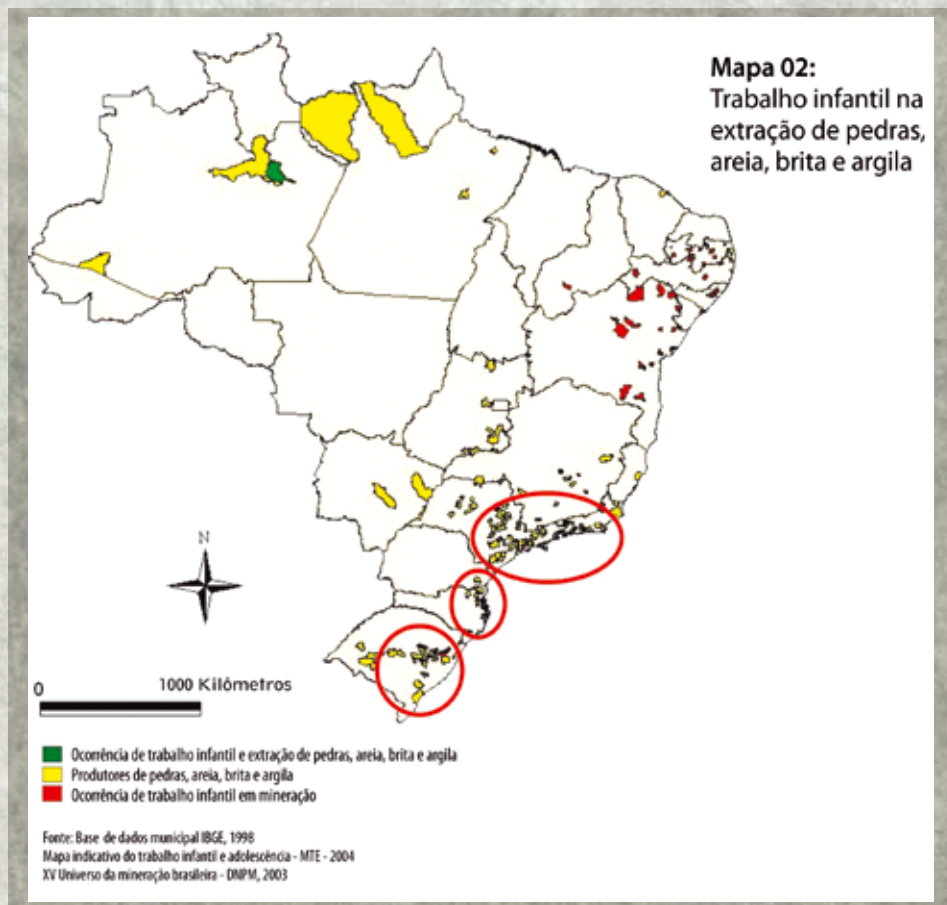 Mapa 02:
Trabalho infantil na
extração de pedras,
areia, brita e argila
N
0 1000 Kilômetros
Ocorrência de trabalho infantil e extração de pedras, areia, brita e argila
Produtores de pedras, areia, brita e argila
Ocorrência de trabalho infantil em mineração
Fonte: Base de dados municipal IBGE, 1998
Mapa indicativo do trabalho infantil e adolescência - MTE - 2004
XV Universo da mineração brasileira - DNPM, 2003